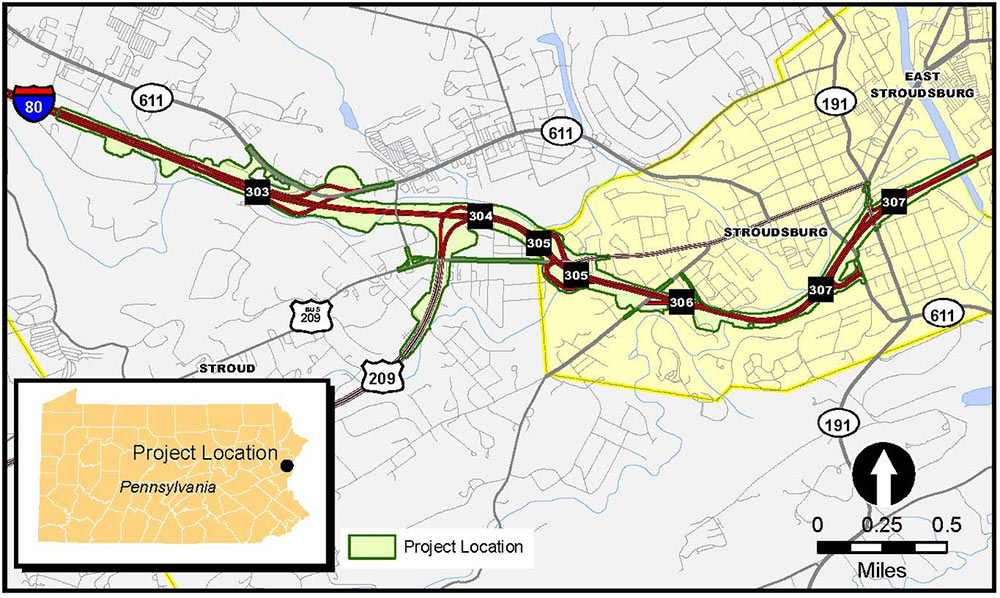 EAST
STROUDSBURG
611
191
80
611
303
307
304
STROUDSBURG
305
305
307
306
BUS
209
611
STROUD
209
191
Project Location
Pennsylvania
0 0.25 0.5
Miles
Project Location